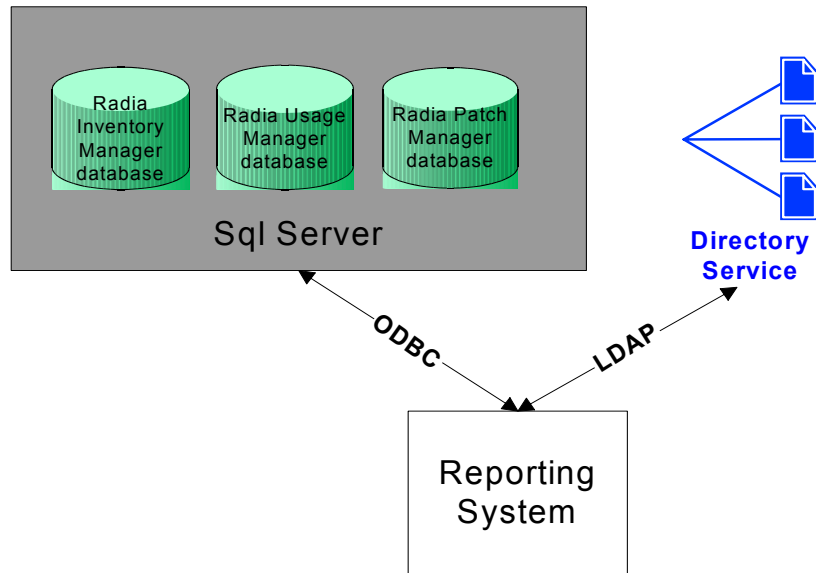 Radia
Inventory
Manager
database
Radia Usage
Manager
database
Radia Patch
Manager
database
Sql Server
Directory
Service
ODBC
LDAP
Reporting
System